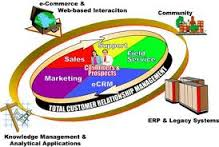 e-Commerce &
Web-based Interaciton
Community
Support
Sales
Field
Service
Customers &
Prospects
Marketing
eCRM
TOTAL CUSTOMER RELATIONSHIP MANAGEMENT
ERP & Legacy Systems
Knowledge Management &
Analytical Applications